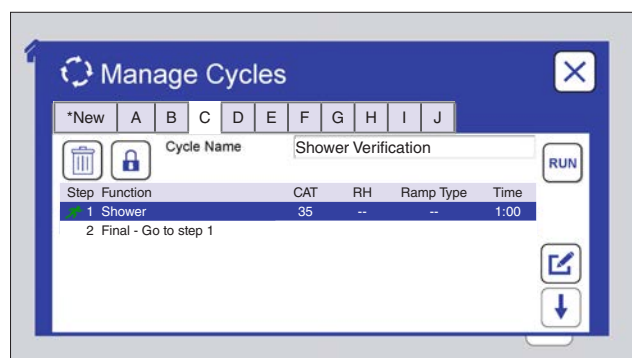 Manage Cycles
*New A B C D E F G H I J
Cycle Name Shower Verification
RUN
Step Function CAT RH Ramp Type Time
1 Shower 35 -- -- 1:00
2 Final - Go to step 1